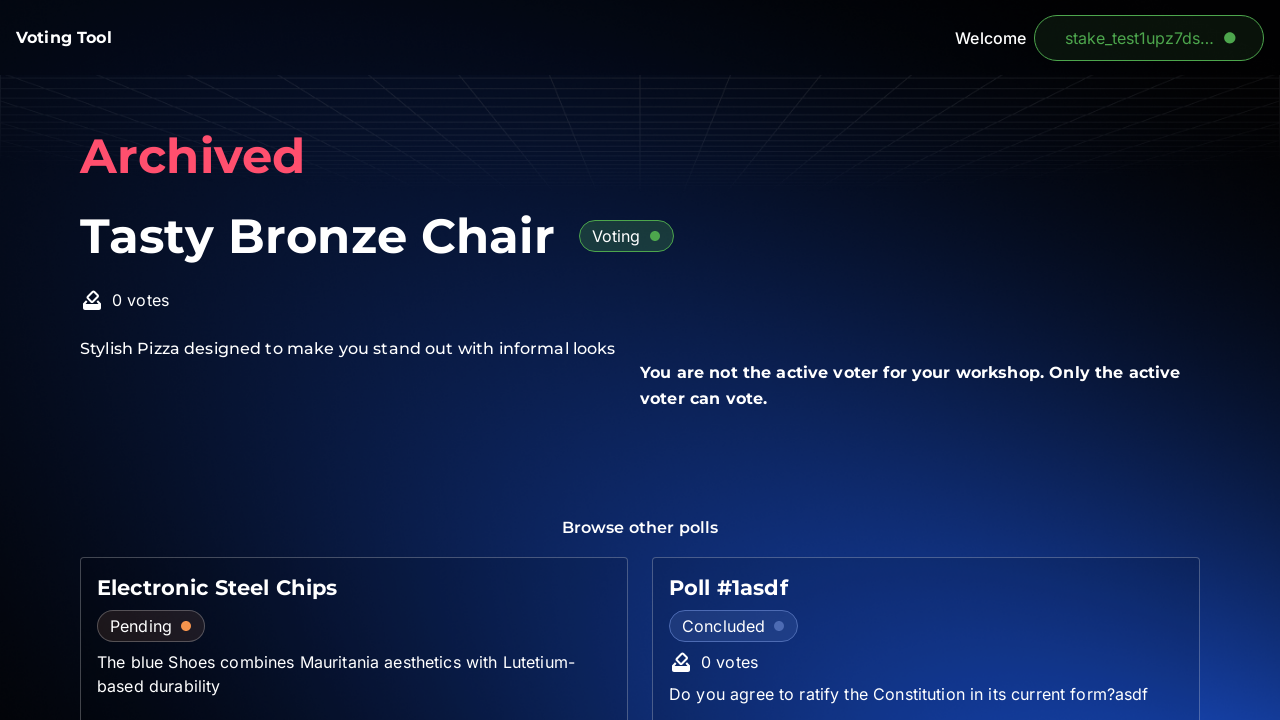 Voting Tool
Welcome
stake_test1upz7ds...
Archived
Tasty Bronze Chair
Voting
0 votes
Stylish Pizza designed to make you stand out with informal looks
You are not the active voter for your workshop. Only the active
voter can vote.
Browse other polls
Electronic Steel Chips
Pending
The blue Shoes combines Mauritania aesthetics with Lutetium-
based durability
Poll #1asdf
Concluded
0 votes
Do you agree to ratify the Constitution in its current form?asdf